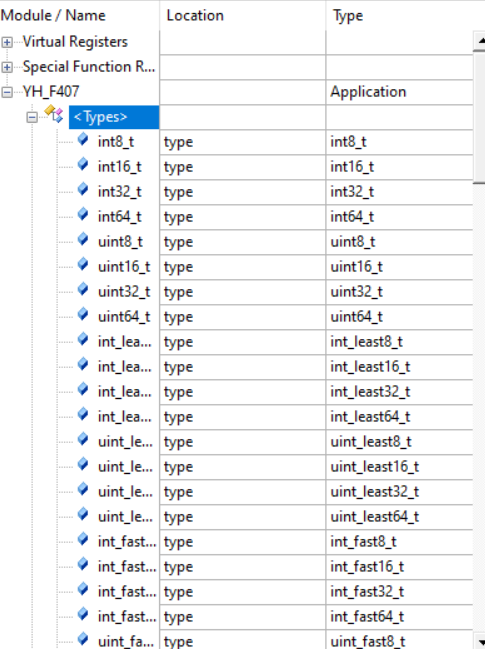 Module / Name Location Type
Virtual Registers
Special Function R...
YH_F407 Application
<Types>
int8_t type int8_t
int16_t type int16_t
int32_t type int32_t
int64_t type int64_t
uint8_t type uint8_t
uint16_t type uint16_t
uint32_t type uint32_t
uint64_t type uint64_t
int_lea... type int_least8_t
int_lea... type int_least16_t
int_lea... type int_least32_t
int_lea... type int_least64_t
uint_le... type uint_least8_t
uint_le... type uint_least16_t
uint_le... type uint_least32_t
uint_le... type uint_least64_t
int_fast... type int_fast8_t
int_fast... type int_fast16_t
int_fast... type int_fast32_t
int_fast... type int_fast64_t
uint_fa... type uint_fast8_t